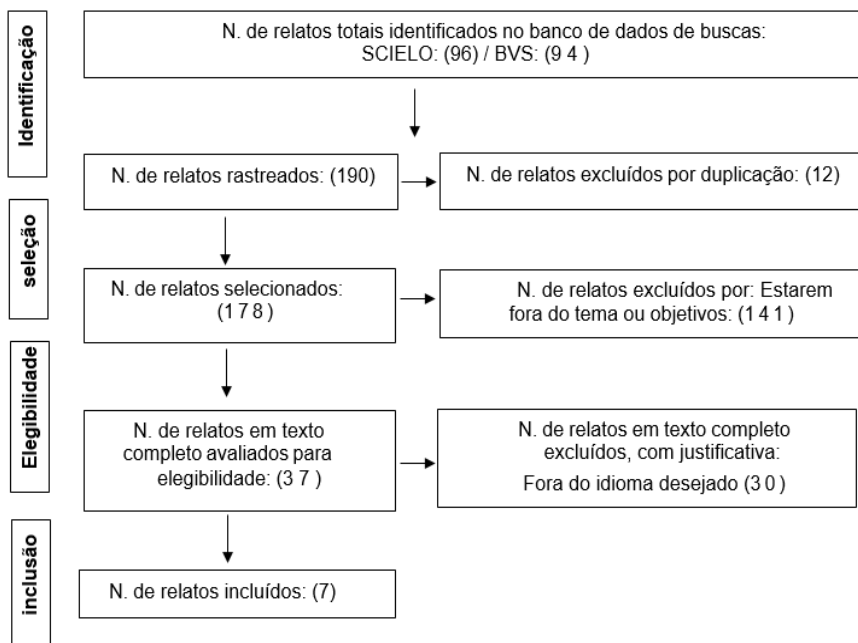 Identificação
N. de relatos totais identificados no banco de dados de buscas:
SCIELO: (96) / BVS: (9 4 )
N. de relatos rastreados: (190)
N. de relatos excluídos por duplicação: (12)
seleção
N. de relatos selecionados:
(1 7 8 )
N. de relatos excluídos por: Estarem
fora do tema ou objetivos: (1 4 1 )
Elegibilidade
N. de relatos em texto
completo avaliados para
elegibilidade: (3 7 )
N. de relatos em texto completo
excluídos, com justificativa:
Fora do idioma desejado (3 0 )
inclusão
N. de relatos incluídos: (7)